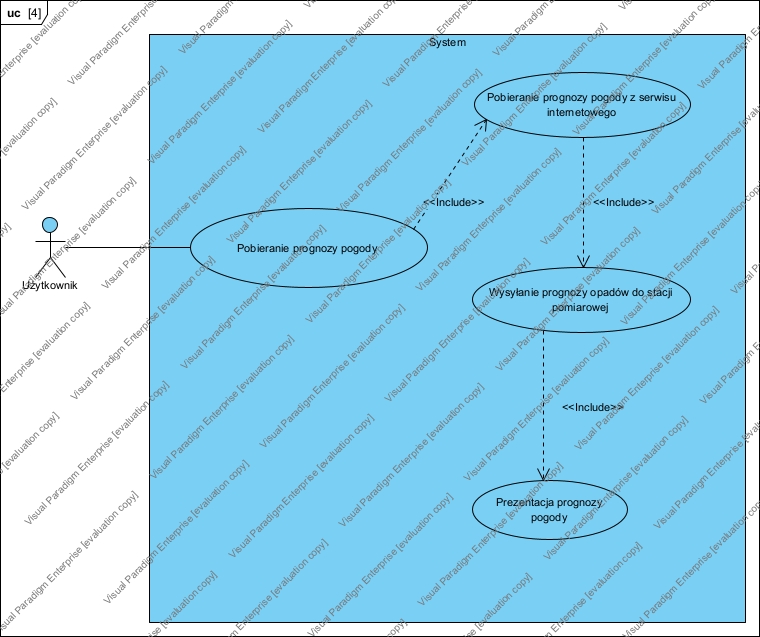 uc [4]
System
Pobieranie prognozy pogody z serwisu
internetowego
<<Include>>
<<Include>>
Pobieranie prognozy pogody
Użytkownik
Wysyłanie prognozy opadów do stacji
pomiarowej
<<Include>>
Prezentacja prognozy
pogody
Visual Paradigm Enterprise [evaluation copy]